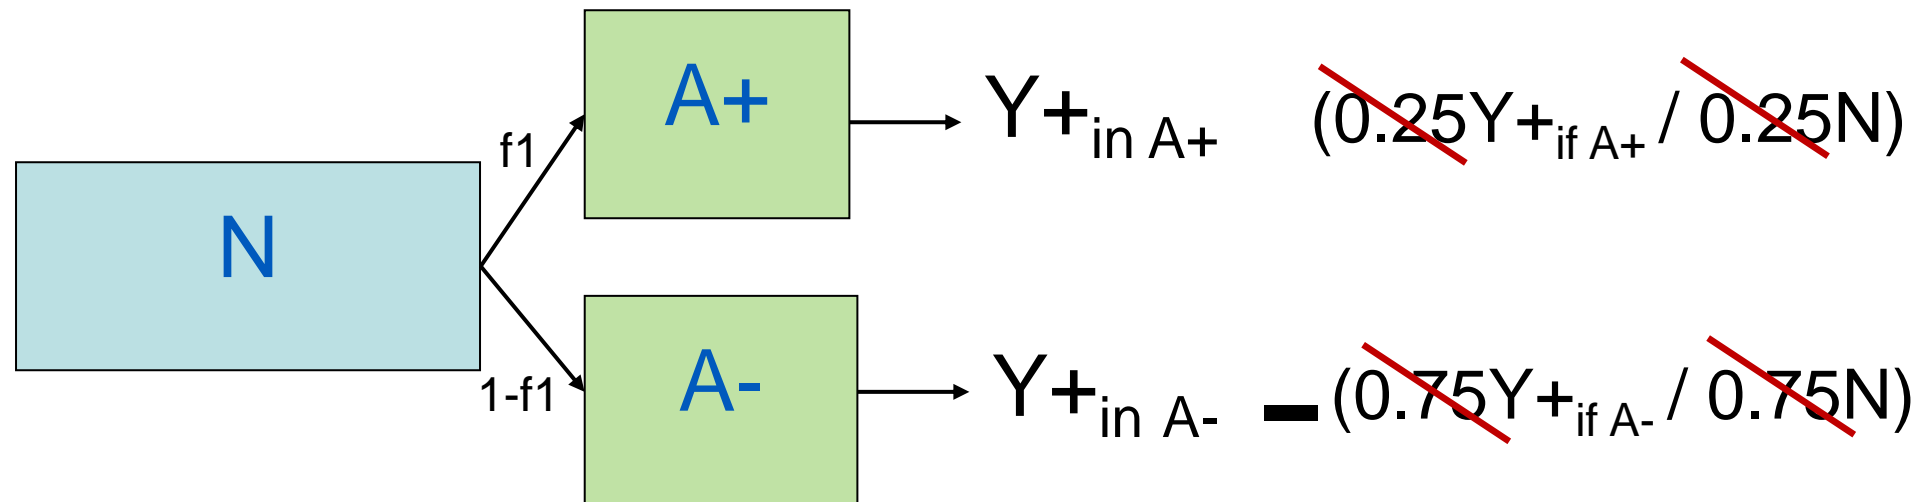 A+
Y+in A+ (0.25Y+if A+ / 0.25N)
f1
N
A-
1-f1
Y+in A- – (0.75Y+if A- / 0.75N)